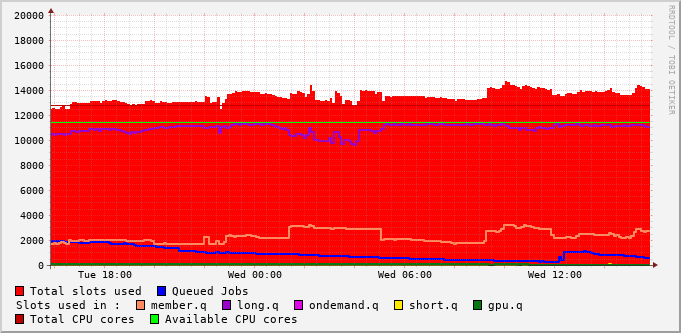 20000
18000
16000
14000
12000
10000
8000
6000
4000
2000
0
Tue 18:00 Wed 00:00 Wed 06:00 Wed 12:00
RRDTOOL / TOBI OETIKER
Total slots used Queued Jobs
Slots used in : member.q long.q ondemand.q short.q gpu.q
Total CPU cores Available CPU cores